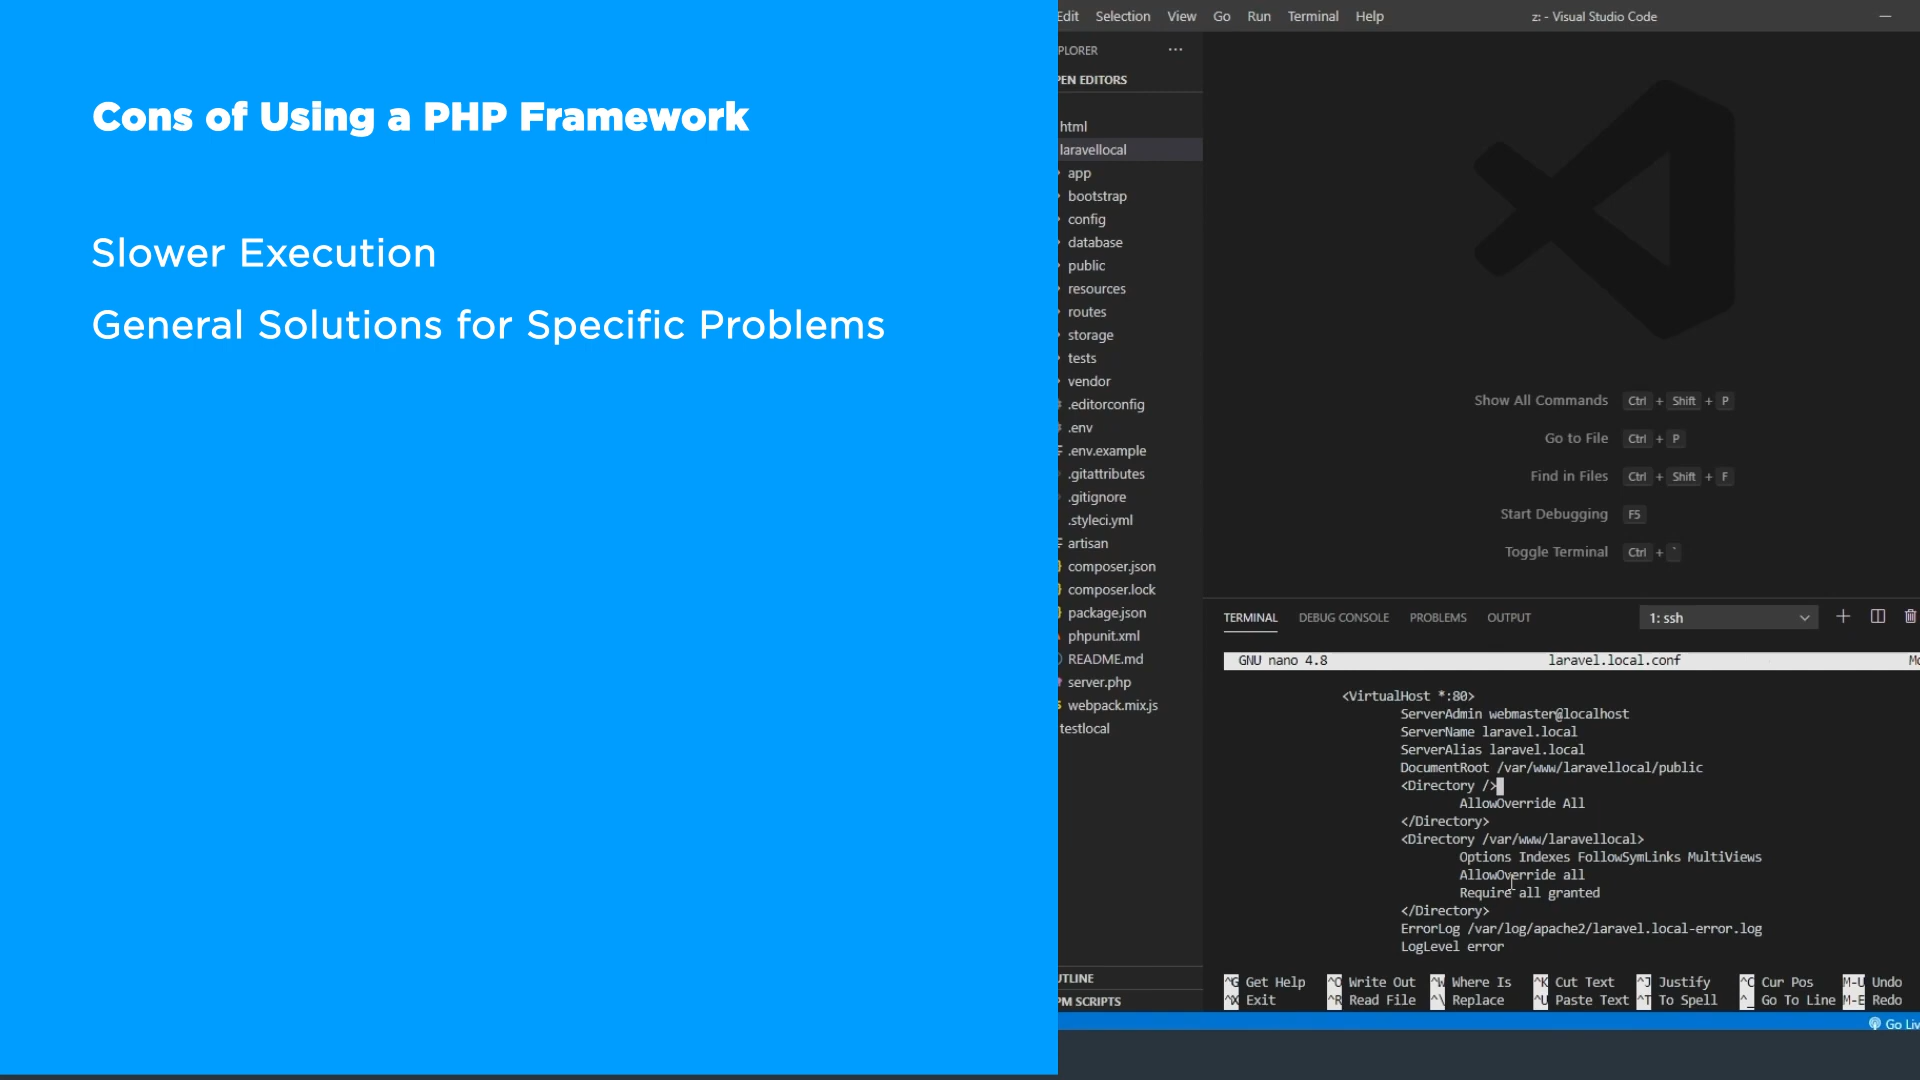 Cons of Using a PHP Framework
Slower Execution
General Solutions for Specific Problems
Edit Selection View Go Run Terminal Help
z: - Visual Studio Code
PLORER
PEN EDITORS
html
laravellocal
app
bootstrap
config
database
public
resources
routes
storage
tests
vendor
.editorconfig
.env
.env.example
.gitattributes
.gitignore
.styleci.yml
artisan
composer.json
composer.lock
package.json
phpunit.xml
README.md
server.php
webpack.mix.js
testlocal
UTLINE
PM SCRIPTS
Show All Commands Ctrl + Shift + P
Go to File Ctrl + P
Find in Files Ctrl + Shift + F
Start Debugging F5
Toggle Terminal Ctrl + `
TERMINAL DEBUG CONSOLE PROBLEMS OUTPUT 1: ssh
GNU nano 4.8 laravel.local.conf Mo
<VirtualHost *:80>
ServerAdmin webmaster@localhost
ServerName laravel.local
ServerAlias laravel.local
DocumentRoot /var/www/laravellocal/public
<Directory />
AllowOverride All
</Directory>
<Directory /var/www/laravellocal>
Options Indexes FollowSymLinks MultiViews
AllowOverride all
Require all granted
</Directory>
ErrorLog /var/log/apache2/laravel.local-error.log
LogLevel error
^G Get Help ^O Write Out ^W Where Is ^K Cut Text ^J Justify ^C Cur Pos M-U Undo
^X Exit ^R Read File ^\ Replace ^U Paste Text ^T To Spell ^_ Go To Line M-E Redo
Go Liv